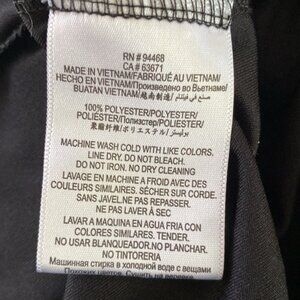 RN # 94468
CA # 63671
MADE IN VIETNAM/FABRIQUÉ AU VIETNAM/
HECHO EN VIETNAM/Произведено во Вьетнаме/
BUATAN VIETNAM/越南制造/ صنع في فيتنام/
100% POLYESTER/POLYESTER/
POLIÉSTER/Полиэстер/POLIESTER/
聚酯纤维/ポリエステル/ بوليستر
MACHINE WASH COLD WITH LIKE COLORS.
LINE DRY. DO NOT BLEACH.
DO NOT IRON. NO DRY CLEANING
LAVAGE EN MACHINE A FROID AVEC DES
COULEURS SIMILAIRES. SÉCHER SUR CORDE.
SANS JAVEL.NE PAS REPASSER.
NE PAS LAVER À SEC
LAVAR A MAQUINA EN AGUA FRIA CON
COLORES SIMILARES. TENDER.
NO USAR BLANQUEADOR.NO PLANCHAR.
NO TINTORERIA
Машинная стирка в холодной воде с вещами